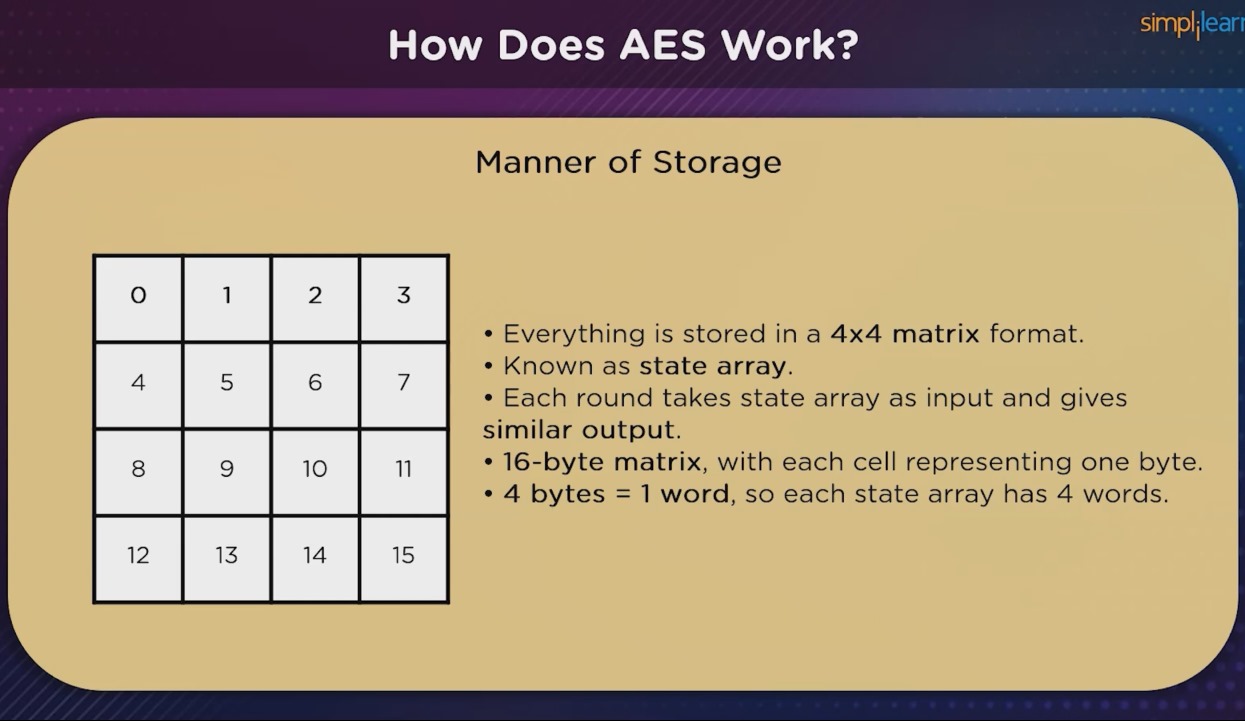 How Does AES Work?
simplilearn
Manner of Storage
0 1 2 3
4 5 6 7
8 9 10 11
12 13 14 15
• Everything is stored in a 4x4 matrix format.
• Known as state array.
• Each round takes state array as input and gives
similar output.
• 16-byte matrix, with each cell representing one byte.
• 4 bytes = 1 word, so each state array has 4 words.